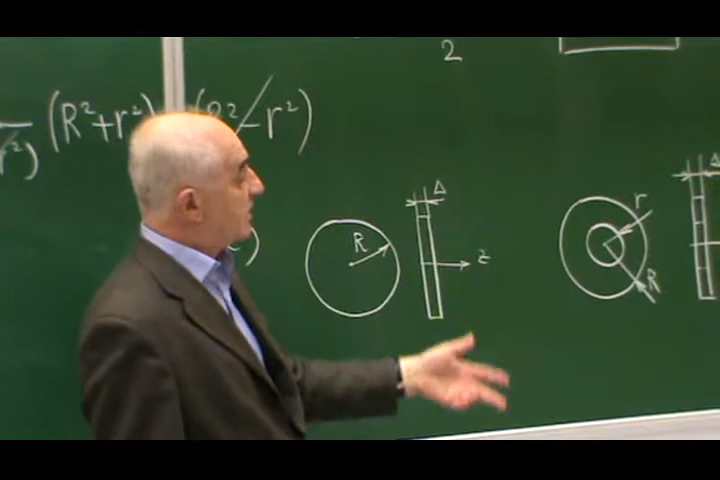 2
(R²+r²) (R²-r²)
r²)
)
Δ
R
z
r
R
Δ